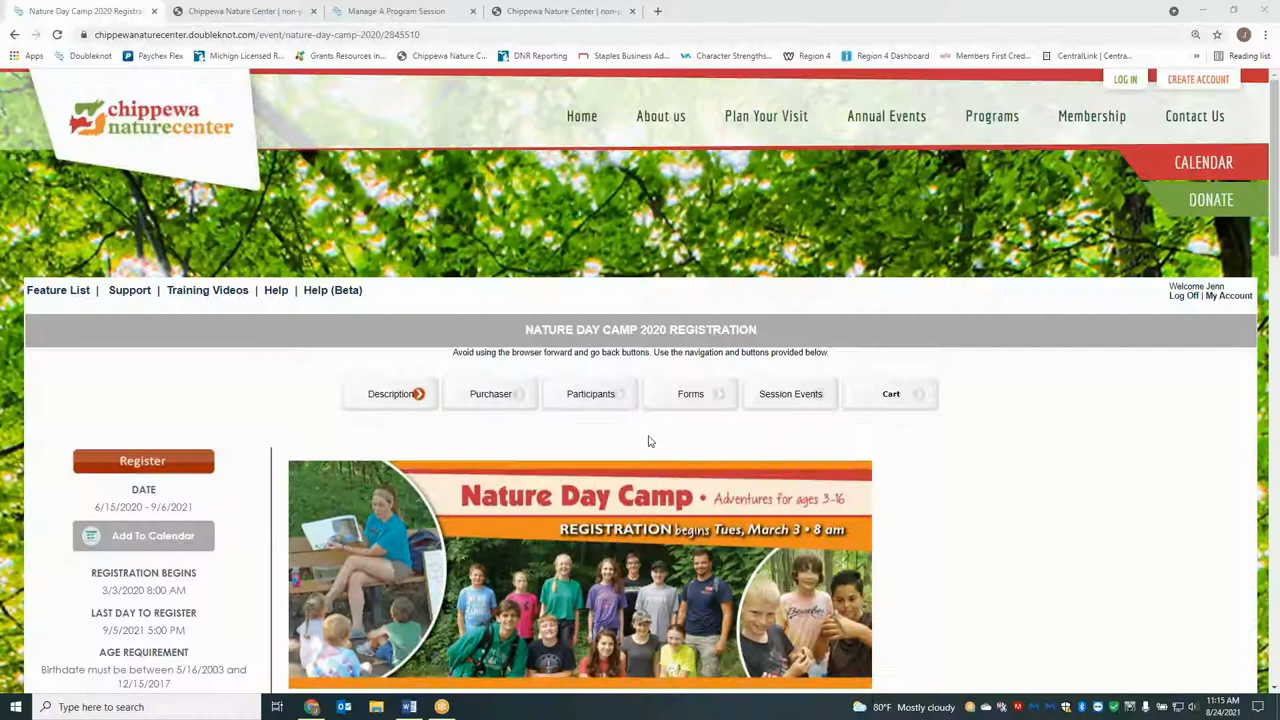 Nature Day Camp 2020 Registra
Chippewa Nature Center | non-p
Manage A Program Session
Chippewa Nature Center | non-p
chippewanaturecenter.doubleknot.com/event/nature-day-camp-2020/2845510
Apps
Doubleknot
Paychex Flex
Michign Licensed R...
Grants Resources in...
Chippewa Nature C...
DNR Reporting
Staples Business Ad...
Character Strengths...
Region 4
Region 4 Dashboard
Members First Cred...
CentralLink | Centra...
»
Reading list
LOG IN
CREATE ACCOUNT
chippewa
naturecenter
Home
About us
Plan Your Visit
Annual Events
Programs
Membership
Contact Us
CALENDAR
DONATE
Feature List | Support | Training Videos | Help | Help (Beta)
Welcome Jenn
Log Off | My Account
NATURE DAY CAMP 2020 REGISTRATION
Avoid using the browser forward and go back buttons. Use the navigation and buttons provided below.
Description
Purchaser
Participants
Forms
Session Events
Cart
Register
DATE
6/15/2020 - 9/6/2021
Add To Calendar
REGISTRATION BEGINS
3/3/2020 8:00 AM
LAST DAY TO REGISTER
9/5/2021 5:00 PM
AGE REQUIREMENT
Birthdate must be between 5/16/2003 and
12/15/2017
Nature Day Camp • Adventures for ages 3-16
REGISTRATION begins Tues, March 3 • 8 am
Type here to search
80°F Mostly cloudy
11:15 AM
8/24/2021